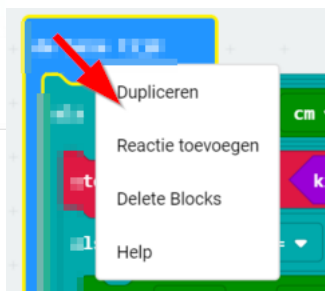 Dupliceren
cm
Reactie toevoegen
k
Delete Blocks
Help